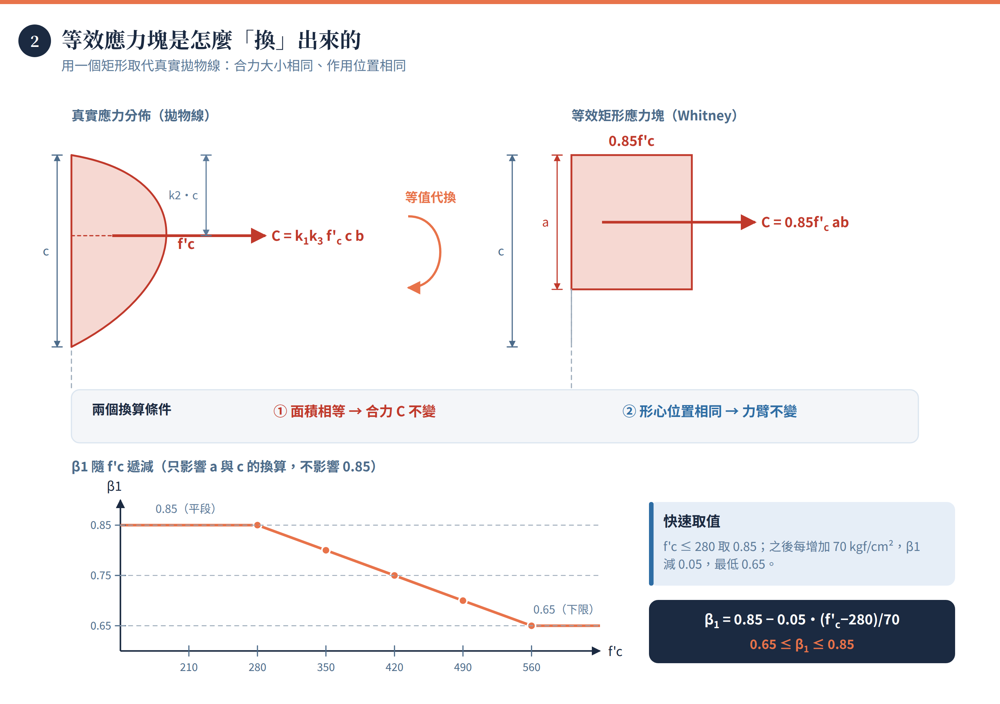 2
等效應力塊是怎麼「換」出來的
用一個矩形取代真實拋物線：合力大小相同、作用位置相同
真實應力分佈（拋物線）
等效矩形應力塊（Whitney）
0.85f'c
k2・c
等值代換
f'c
C = k₁k₃ f'c c b
c
c
a
C = 0.85f'c ab
兩個換算條件
① 面積相等 → 合力 C 不變
② 形心位置相同 → 力臂不變
β1 隨 f'c 遞減（只影響 a 與 c 的換算，不影響 0.85）
β1
0.85（平段）
0.85
0.75
0.65
0.65（下限）
f'c
210 280 350 420 490 560
快速取值
f'c ≤ 280 取 0.85；之後每增加 70 kgf/cm²，β1
減 0.05，最低 0.65。
β₁ = 0.85 − 0.05・(f'c−280)/70
0.65 ≤ β₁ ≤ 0.85